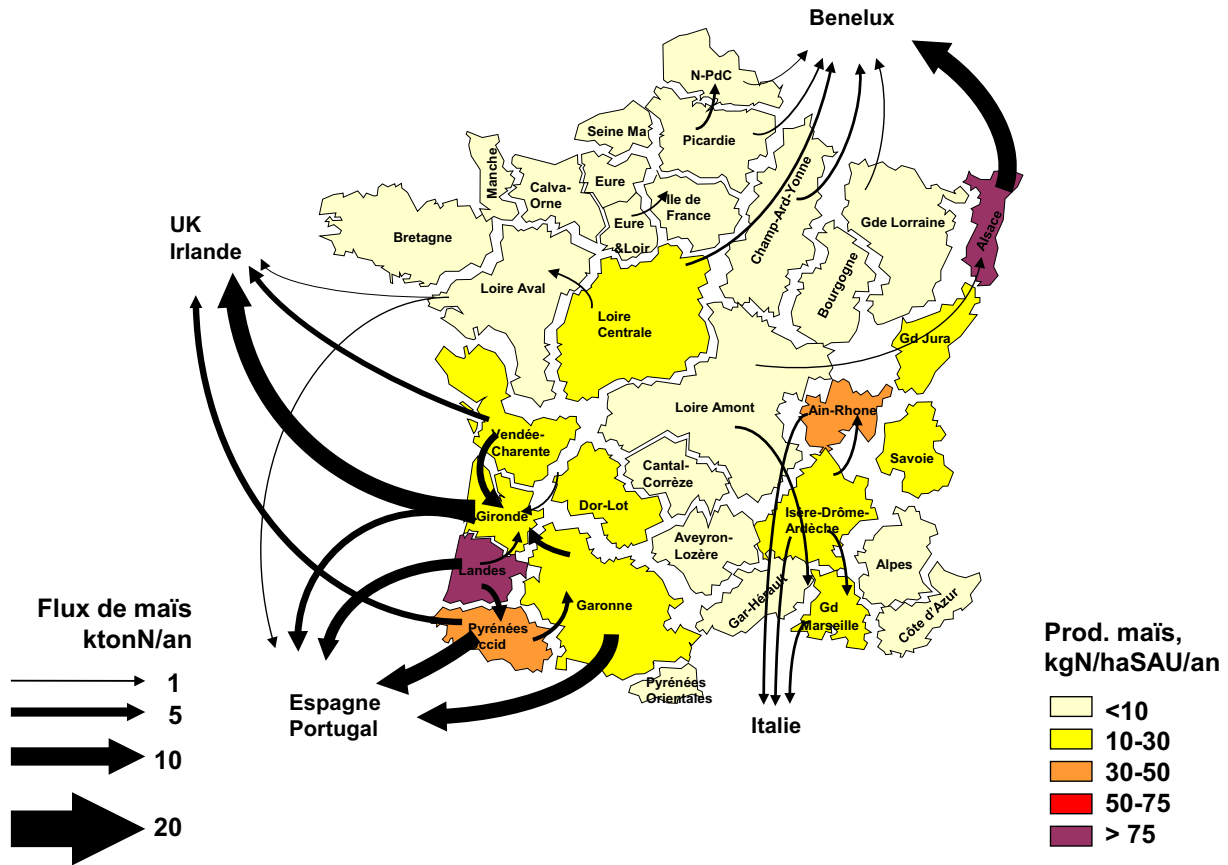 Benelux
N-PdC
Seine Ma
Picardie
Manche
Calva-
Orne
Eure
Ile de
France
Eure
&Loir
Champ-Ard-Yonne
Gde Lorraine
Alsace
Bretagne
UK
Irlande
Loire Aval
Loire
Centrale
Bourgogne
Gd Jura
Loire Amont
Ain-Rhone
Vendée-
Charente
Savoie
Cantal-
Corrèze
Dor-Lot
Gironde
Isère-Drôme-
Ardèche
Aveyron-
Lozère
Landes
Alpes
Garonne
Gar-Hérault
Gd
Marseille
Côte d'Azur
Pyrénées
Occid
Pyrénées
Orientales
Espagne
Portugal
Italie
Flux de maïs
ktonN/an
1
5
10
20
Prod. maïs,
kgN/haSAU/an
<10
10-30
30-50
50-75
> 75